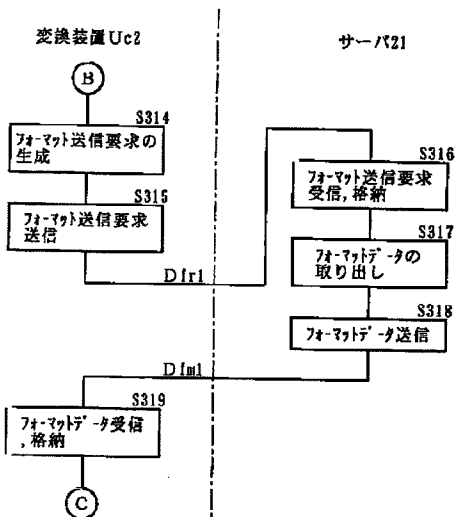 変換装置Uc2
サーバ21
B
S314
フォーマット送信要求の
生成
S315
フォーマット送信要求
送信
Dfr1
S316
フォーマット送信要求
受信,格納
S317
フォーマットデータの
取り出し
S318
フォーマットデータ送信
Dfm1
S319
フォーマットデータ受信
,格納
C